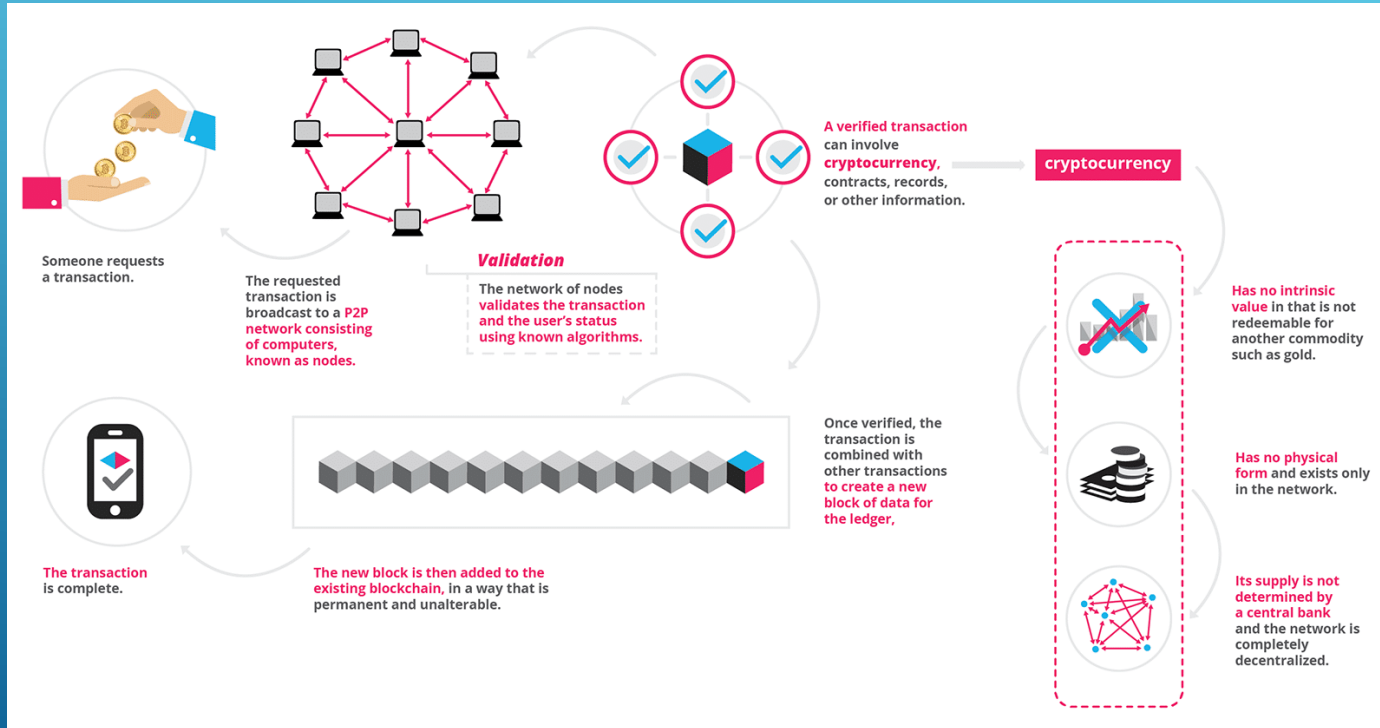 Someone requests
a transaction.
The requested
transaction is
broadcast to a P2P
network consisting
of computers,
known as nodes.
Validation
The network of nodes
validates the transaction
and the user's status
using known algorithms.
A verified transaction
can involve
cryptocurrency,
contracts, records,
or other information.
cryptocurrency
Has no intrinsic
value in that is not
redeemable for
another commodity
such as gold.
Has no physical
form and exists only
in the network.
Its supply is not
determined by
a central bank
and the network is
completely
decentralized.
Once verified, the
transaction is
combined with
other transactions
to create a new
block of data for
the ledger,
The new block is then added to the
existing blockchain, in a way that is
permanent and unalterable.
The transaction
is complete.